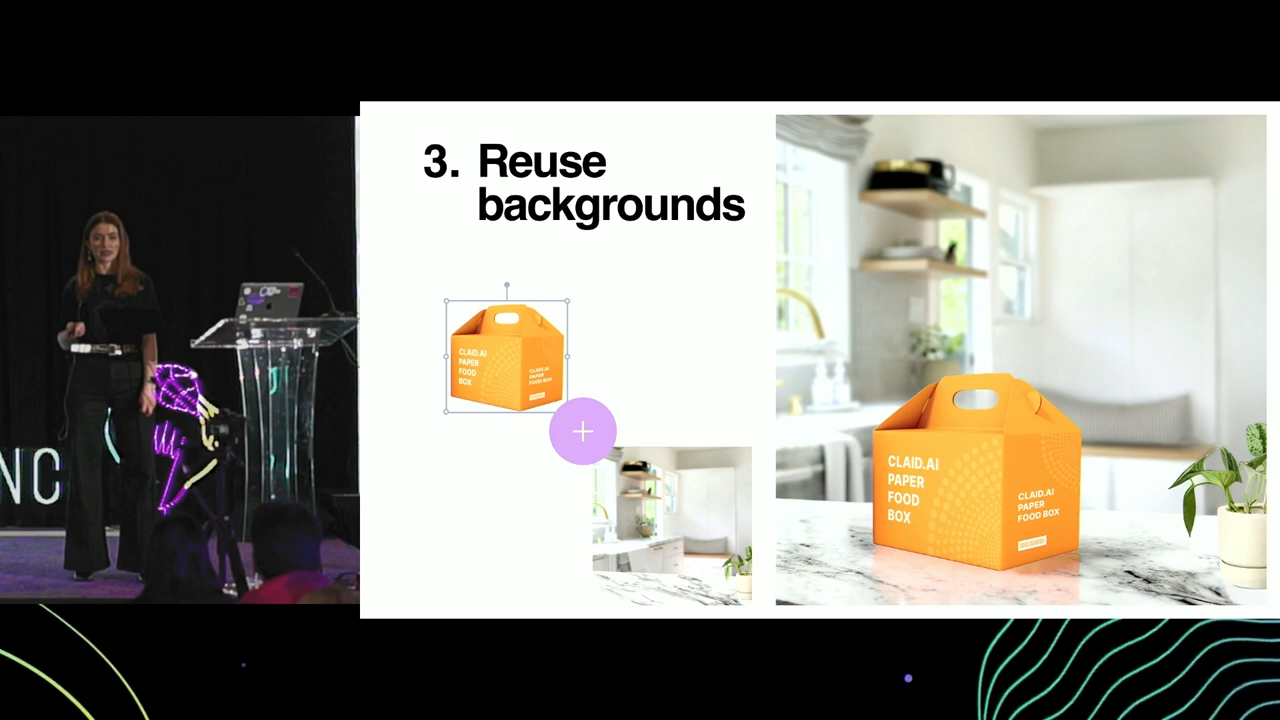 NC
3. Reuse
backgrounds
CLAID.AI
PAPER
FOOD
BOX
CLAID.AI
PAPER
FOOD BOX
CLAID.AI
PAPER
FOOD
BOX
CLAID.AI
PAPER
FOOD BOX